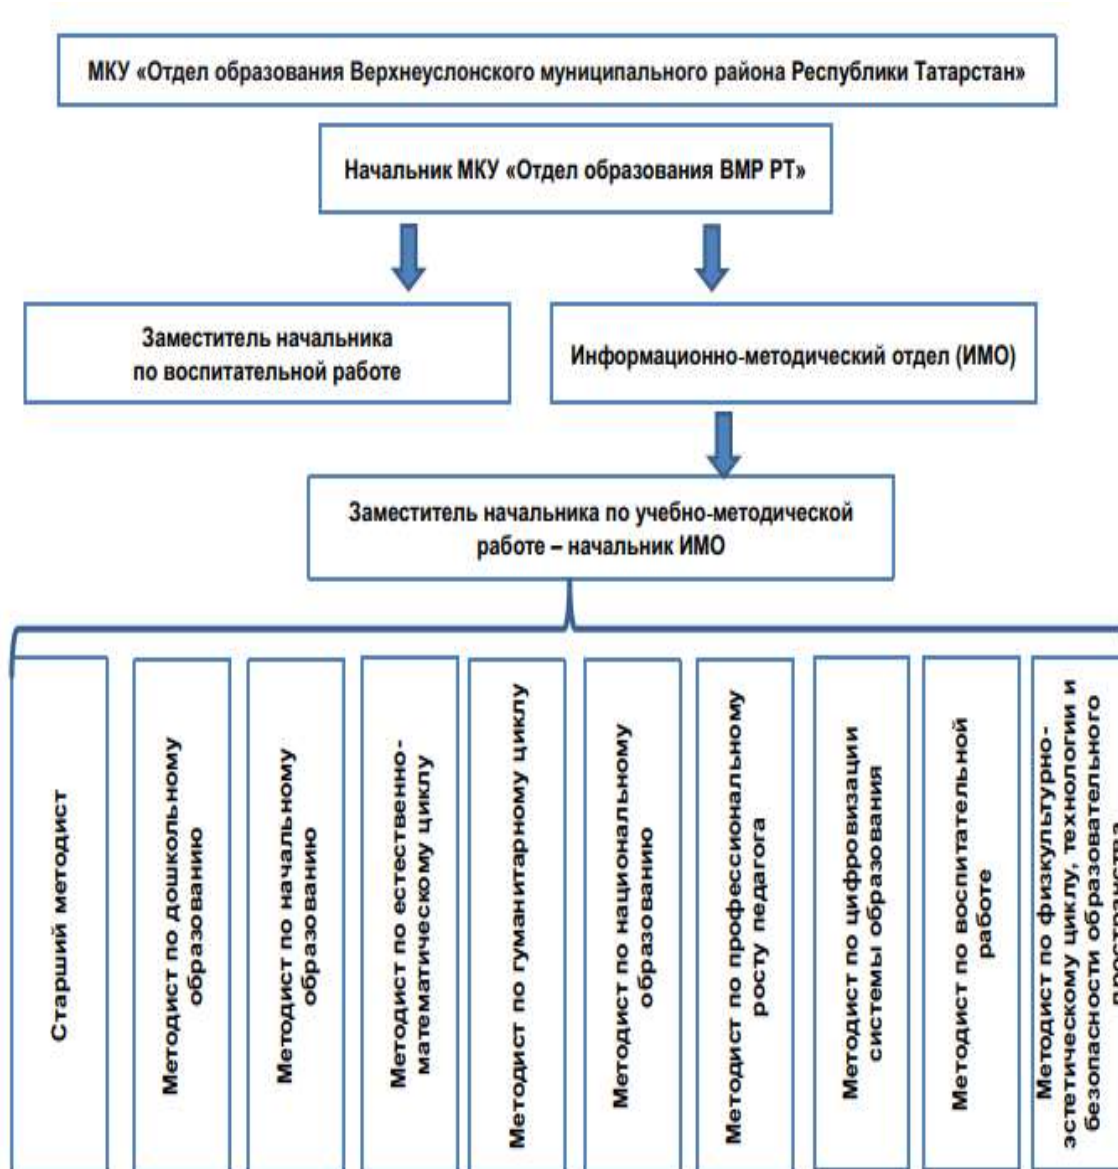 МКУ «Отдел образования Верхнеуслонского муниципального района Республики Татарстан»
Начальник МКУ «Отдел образования ВМР РТ»
Заместитель начальника
по воспитательной работе
Информационно-методический отдел (ИМО)
Заместитель начальника по учебно-методической
работе – начальник ИМО
Старший методист
Методист по дошкольному
образованию
Методист по начальному
образованию
Методист по естественно-
математическому циклу
Методист по гуманитарному циклу
Методист по национальному
образованию
Методист по профессиональному
росту педагога
Методист по цифровизации
системы образования
Методист по воспитательной
работе
Методист по физкультурно-
эстетическому циклу, технологии и
безопасности образовательного